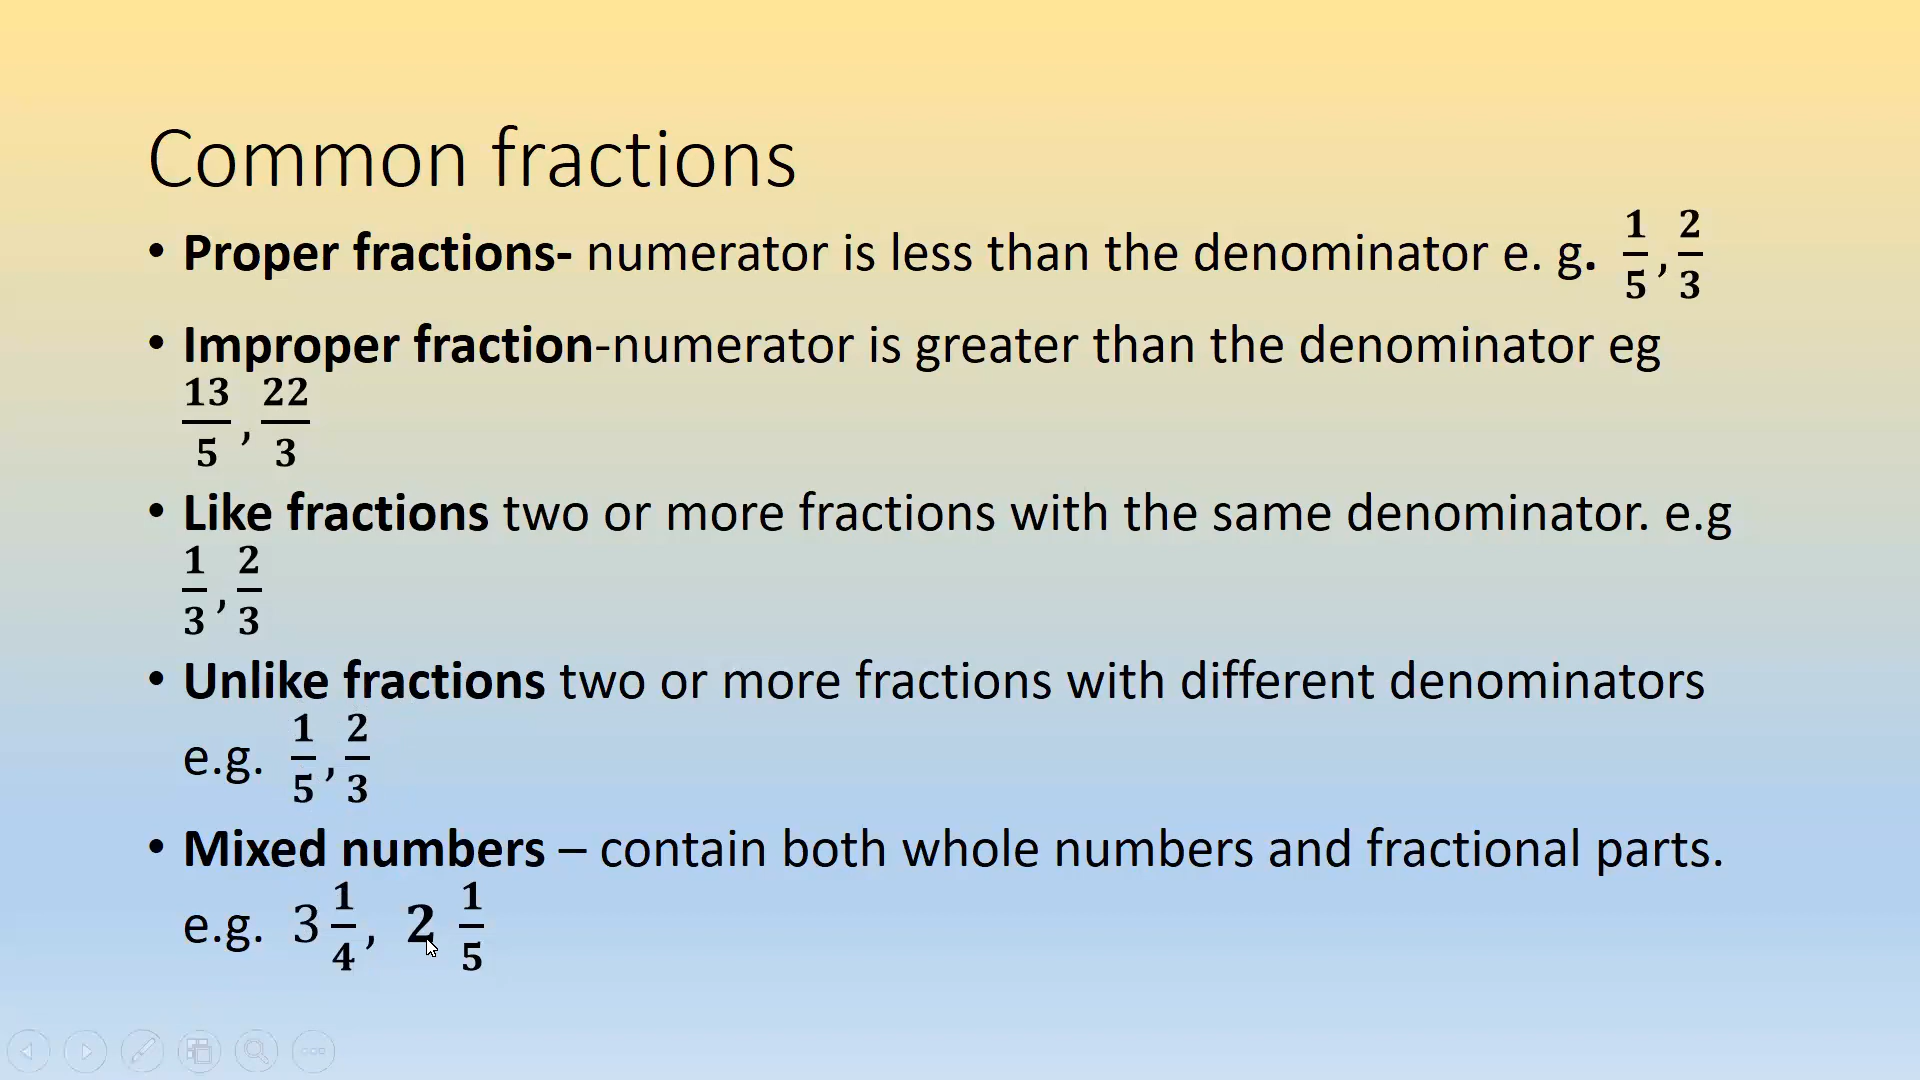 Common fractions
• Proper fractions- numerator is less than the denominator e. g. 1/5, 2/3
• Improper fraction-numerator is greater than the denominator eg
13/5, 22/3
• Like fractions two or more fractions with the same denominator. e.g
1/3, 2/3
• Unlike fractions two or more fractions with different denominators
e.g. 1/5, 2/3
• Mixed numbers – contain both whole numbers and fractional parts.
e.g. 3 1/4, 2 1/5